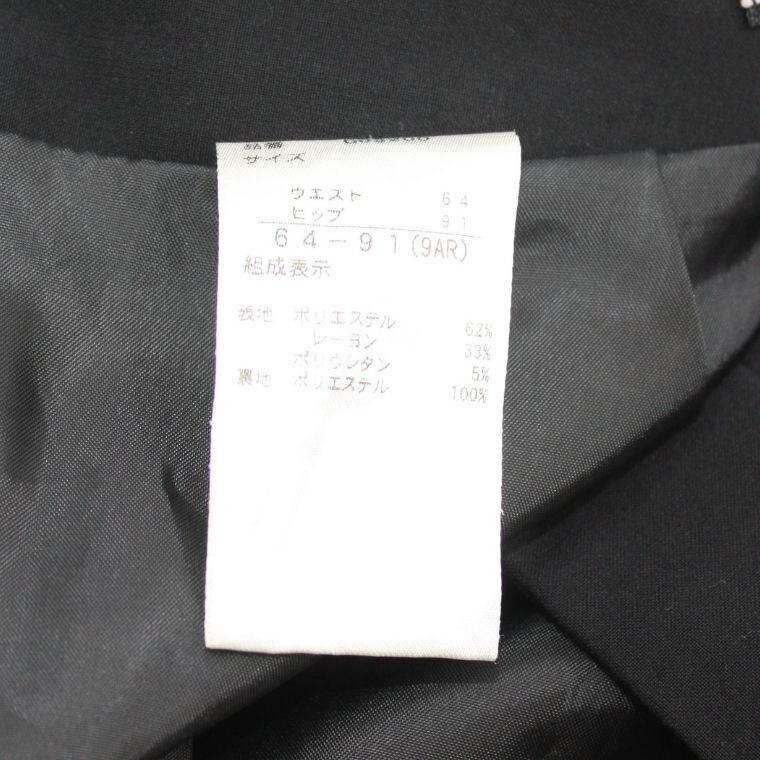 サイズ
ウエスト 64
ヒップ 91
64-91(9AR)
組成表示
表地 ポリエステル 62%
レーヨン 33%
ポリウレタン 5%
裏地 ポリエステル 100%